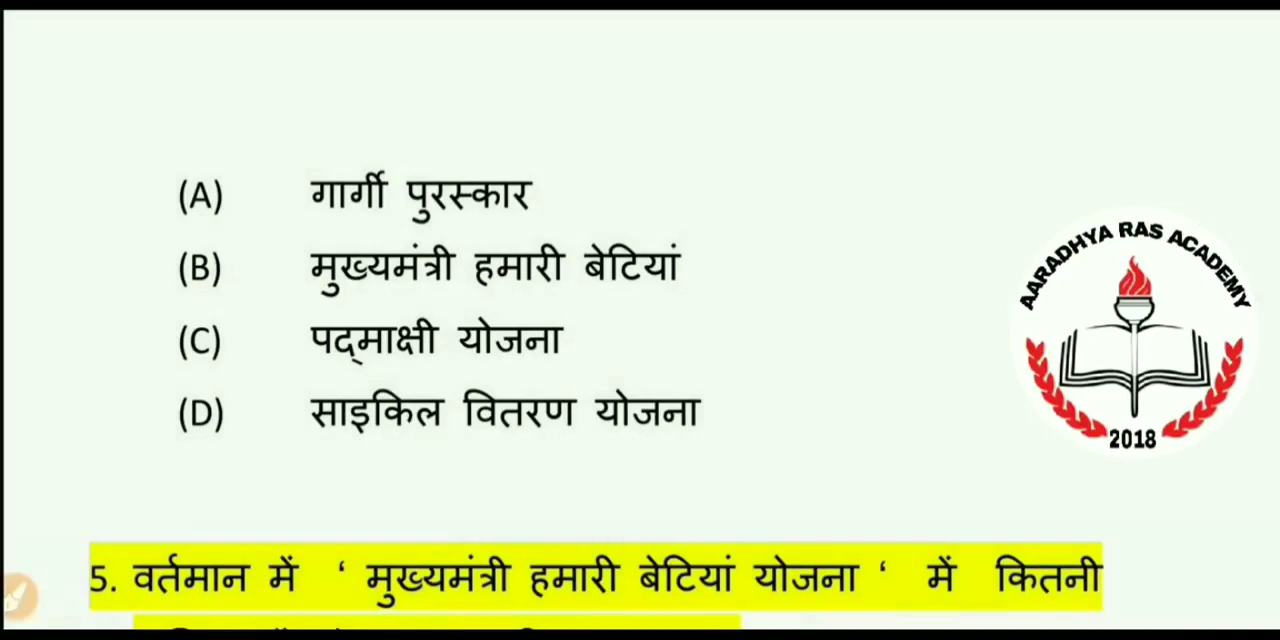 (A) गार्गी पुरस्कार
(B) मुख्यमंत्री हमारी बेटियां
(C) पद्माक्षी योजना
(D) साइकिल वितरण योजना
AARADHYA RAS ACADEMY
2018
5. वर्तमान में ‘ मुख्यमंत्री हमारी बेटियां योजना ‘ में कितनी